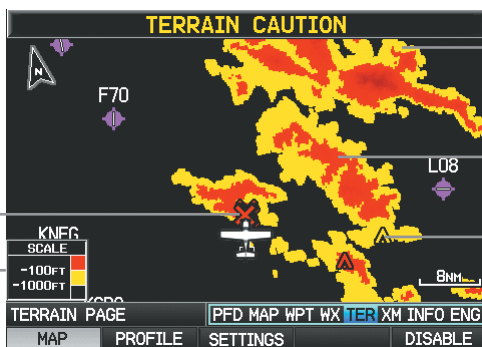 TERRAIN CAUTION
N
F70
L08
KNFG
SCALE
-100FT
-1000FT
8NM
TERRAIN PAGE
PFD MAP WPT WX TER XM INFO ENG
MAP PROFILE SETTINGS DISABLE